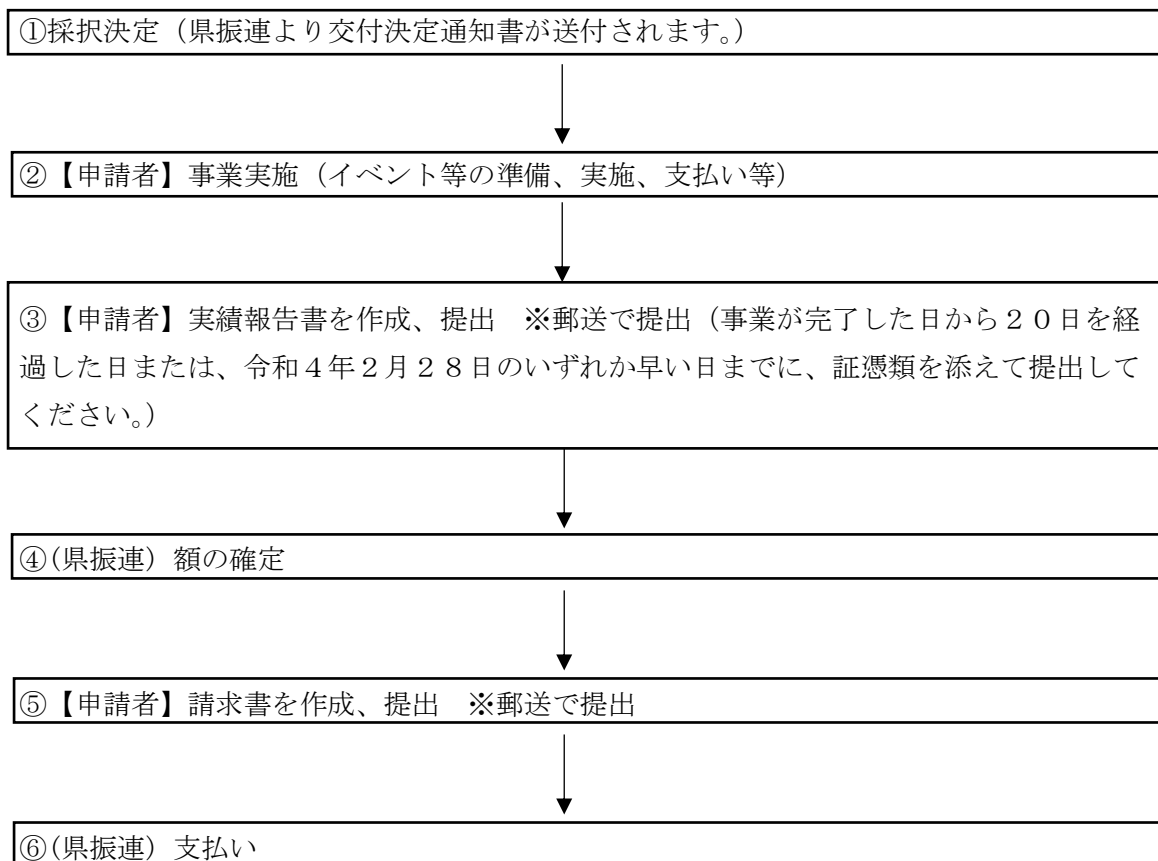 ①採択決定（県振連より交付決定通知書が送付されます。）
②【申請者】事業実施（イベント等の準備、実施、支払い等）
③【申請者】実績報告書を作成、提出　※郵送で提出（事業が完了した日から２０日を経
過した日または、令和４年２月２８日のいずれか早い日までに、証憑類を添えて提出して
ください。）
④(県振連）額の確定
⑤【申請者】請求書を作成、提出　※郵送で提出
⑥(県振連）支払い